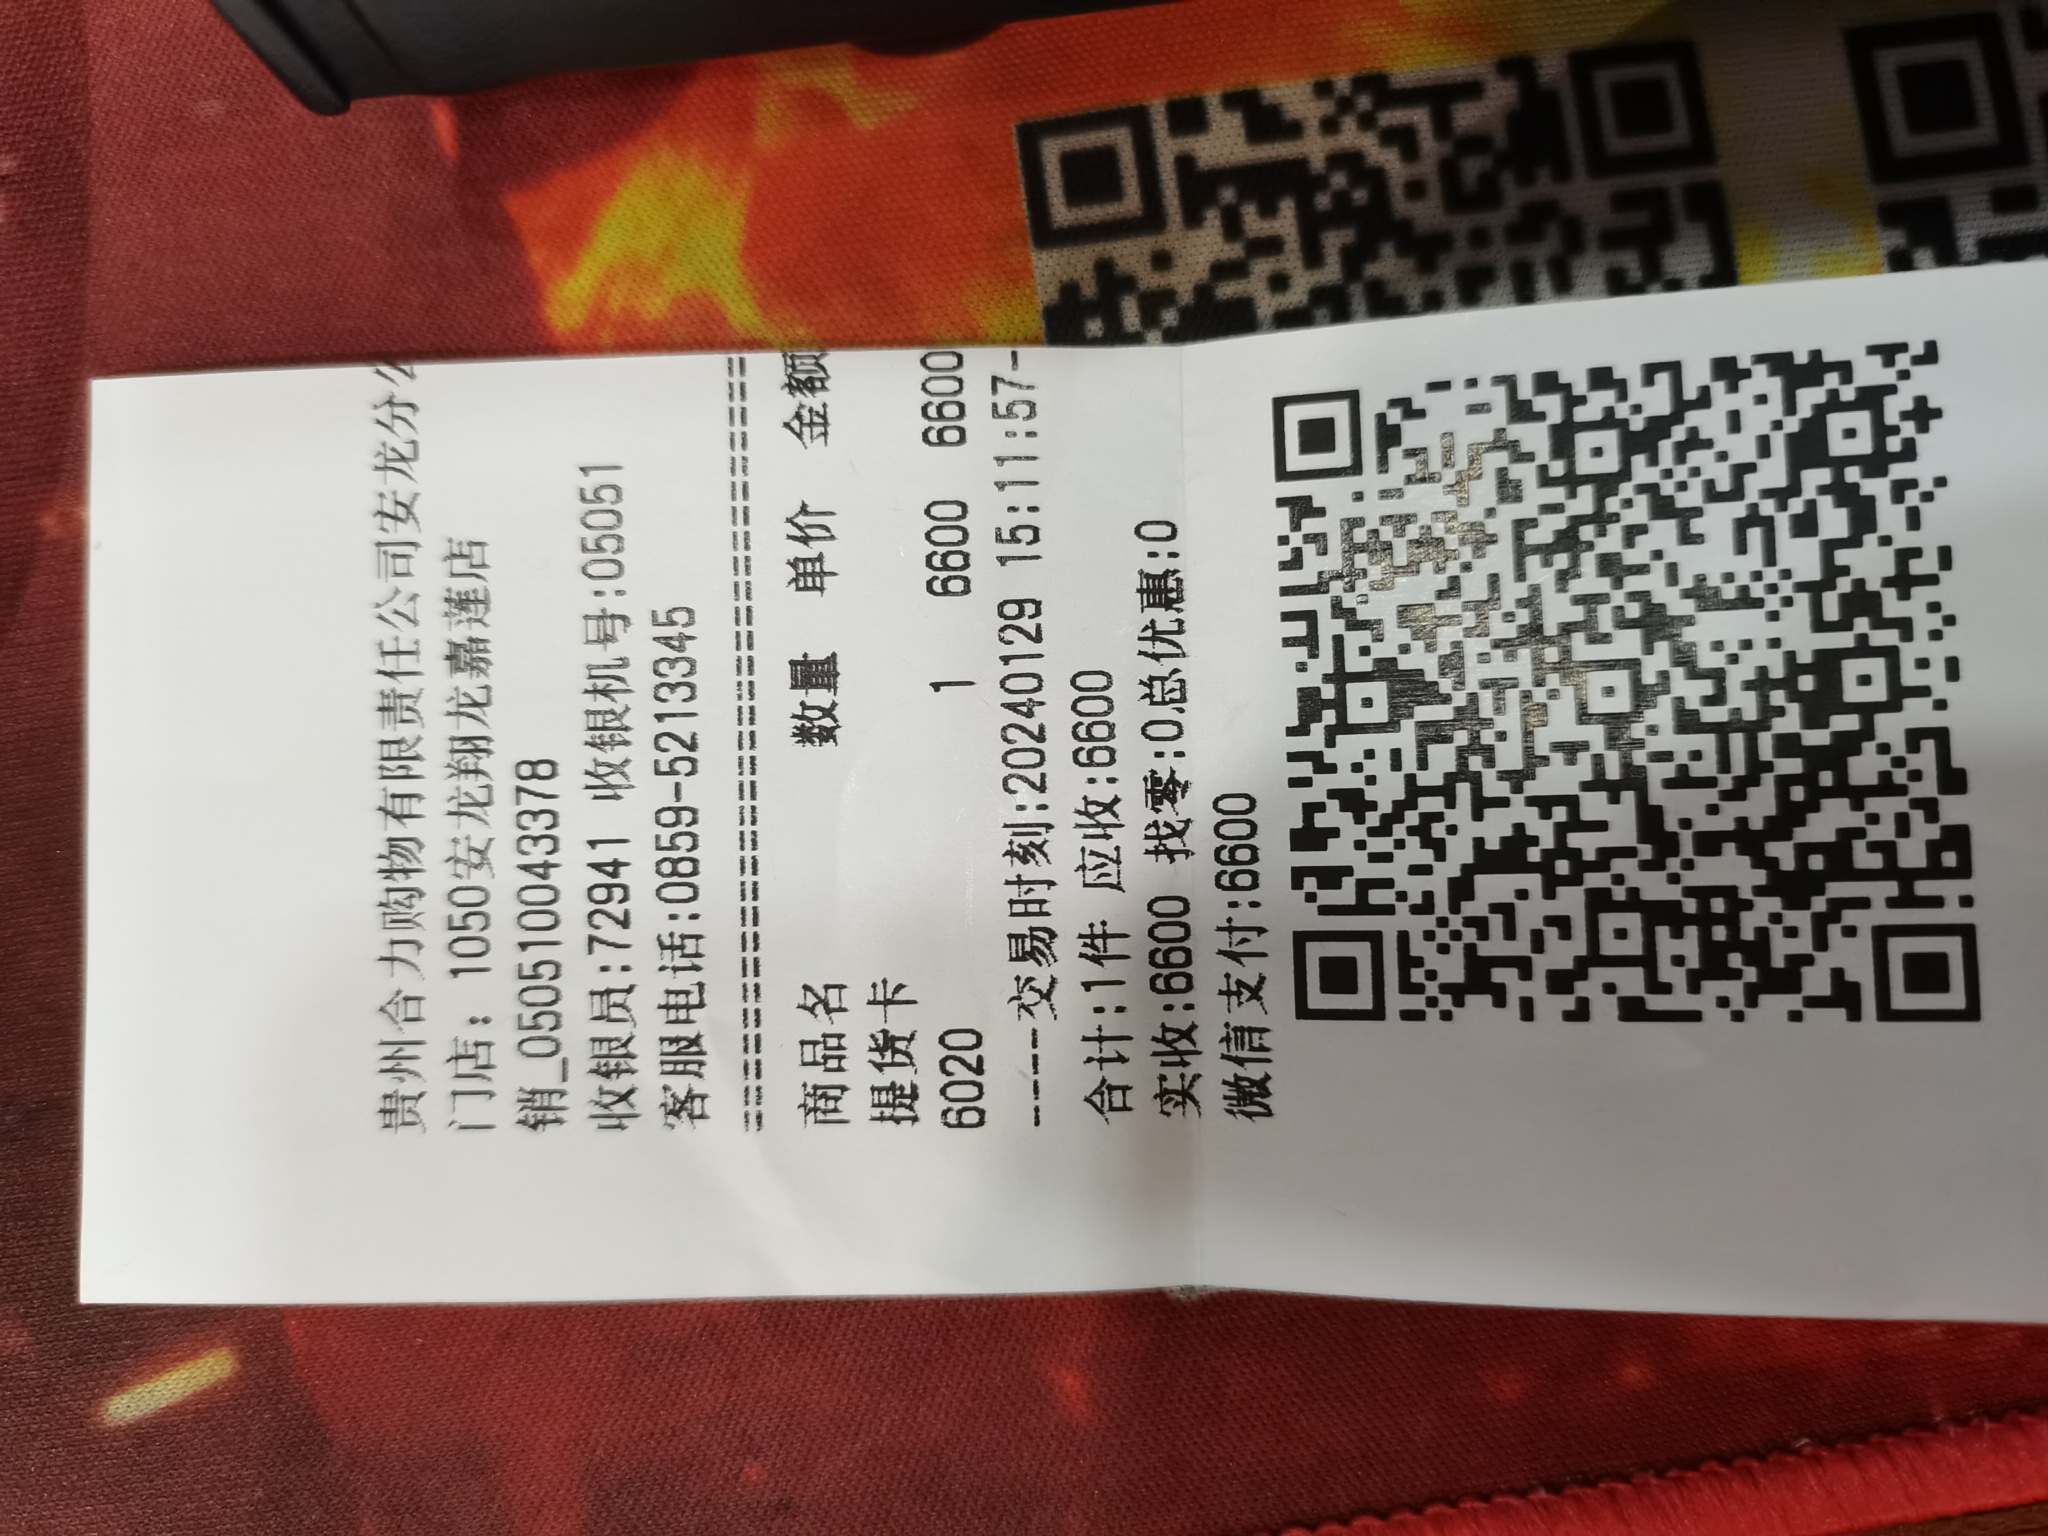 贵州合力购物有限责任公司安龙分公
门店：1050安龙翔龙嘉莲店
销_050510043378
收银员:72941 收银机号:05051
客服电话:0859-5213345
================================
商品名 数量 单价 金额
提货卡
6020 1 6600 6600
-----交易时刻:20240129 15:11:57-
合计:1件 应收:6600
实收:6600 找零:0总优惠:0
微信支付:6600